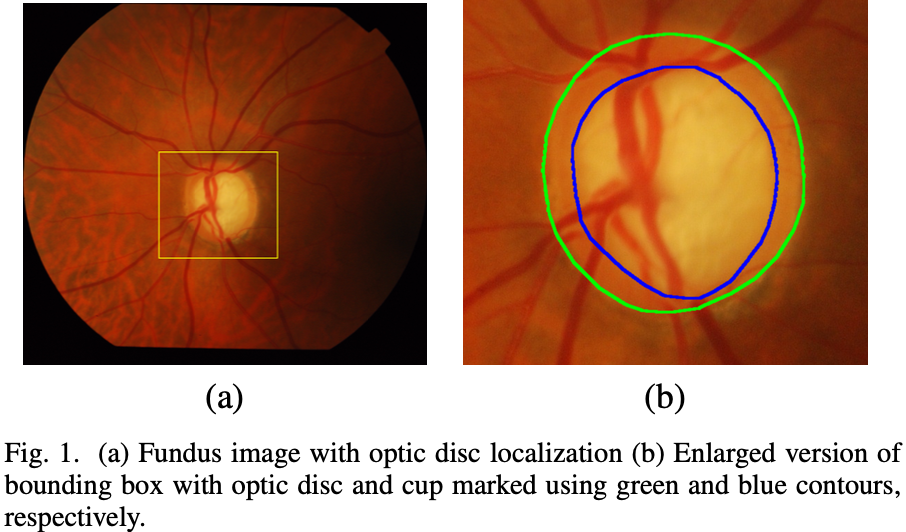 (a)
(b)
Fig. 1. (a) Fundus image with optic disc localization (b) Enlarged version of
bounding box with optic disc and cup marked using green and blue contours,
respectively.